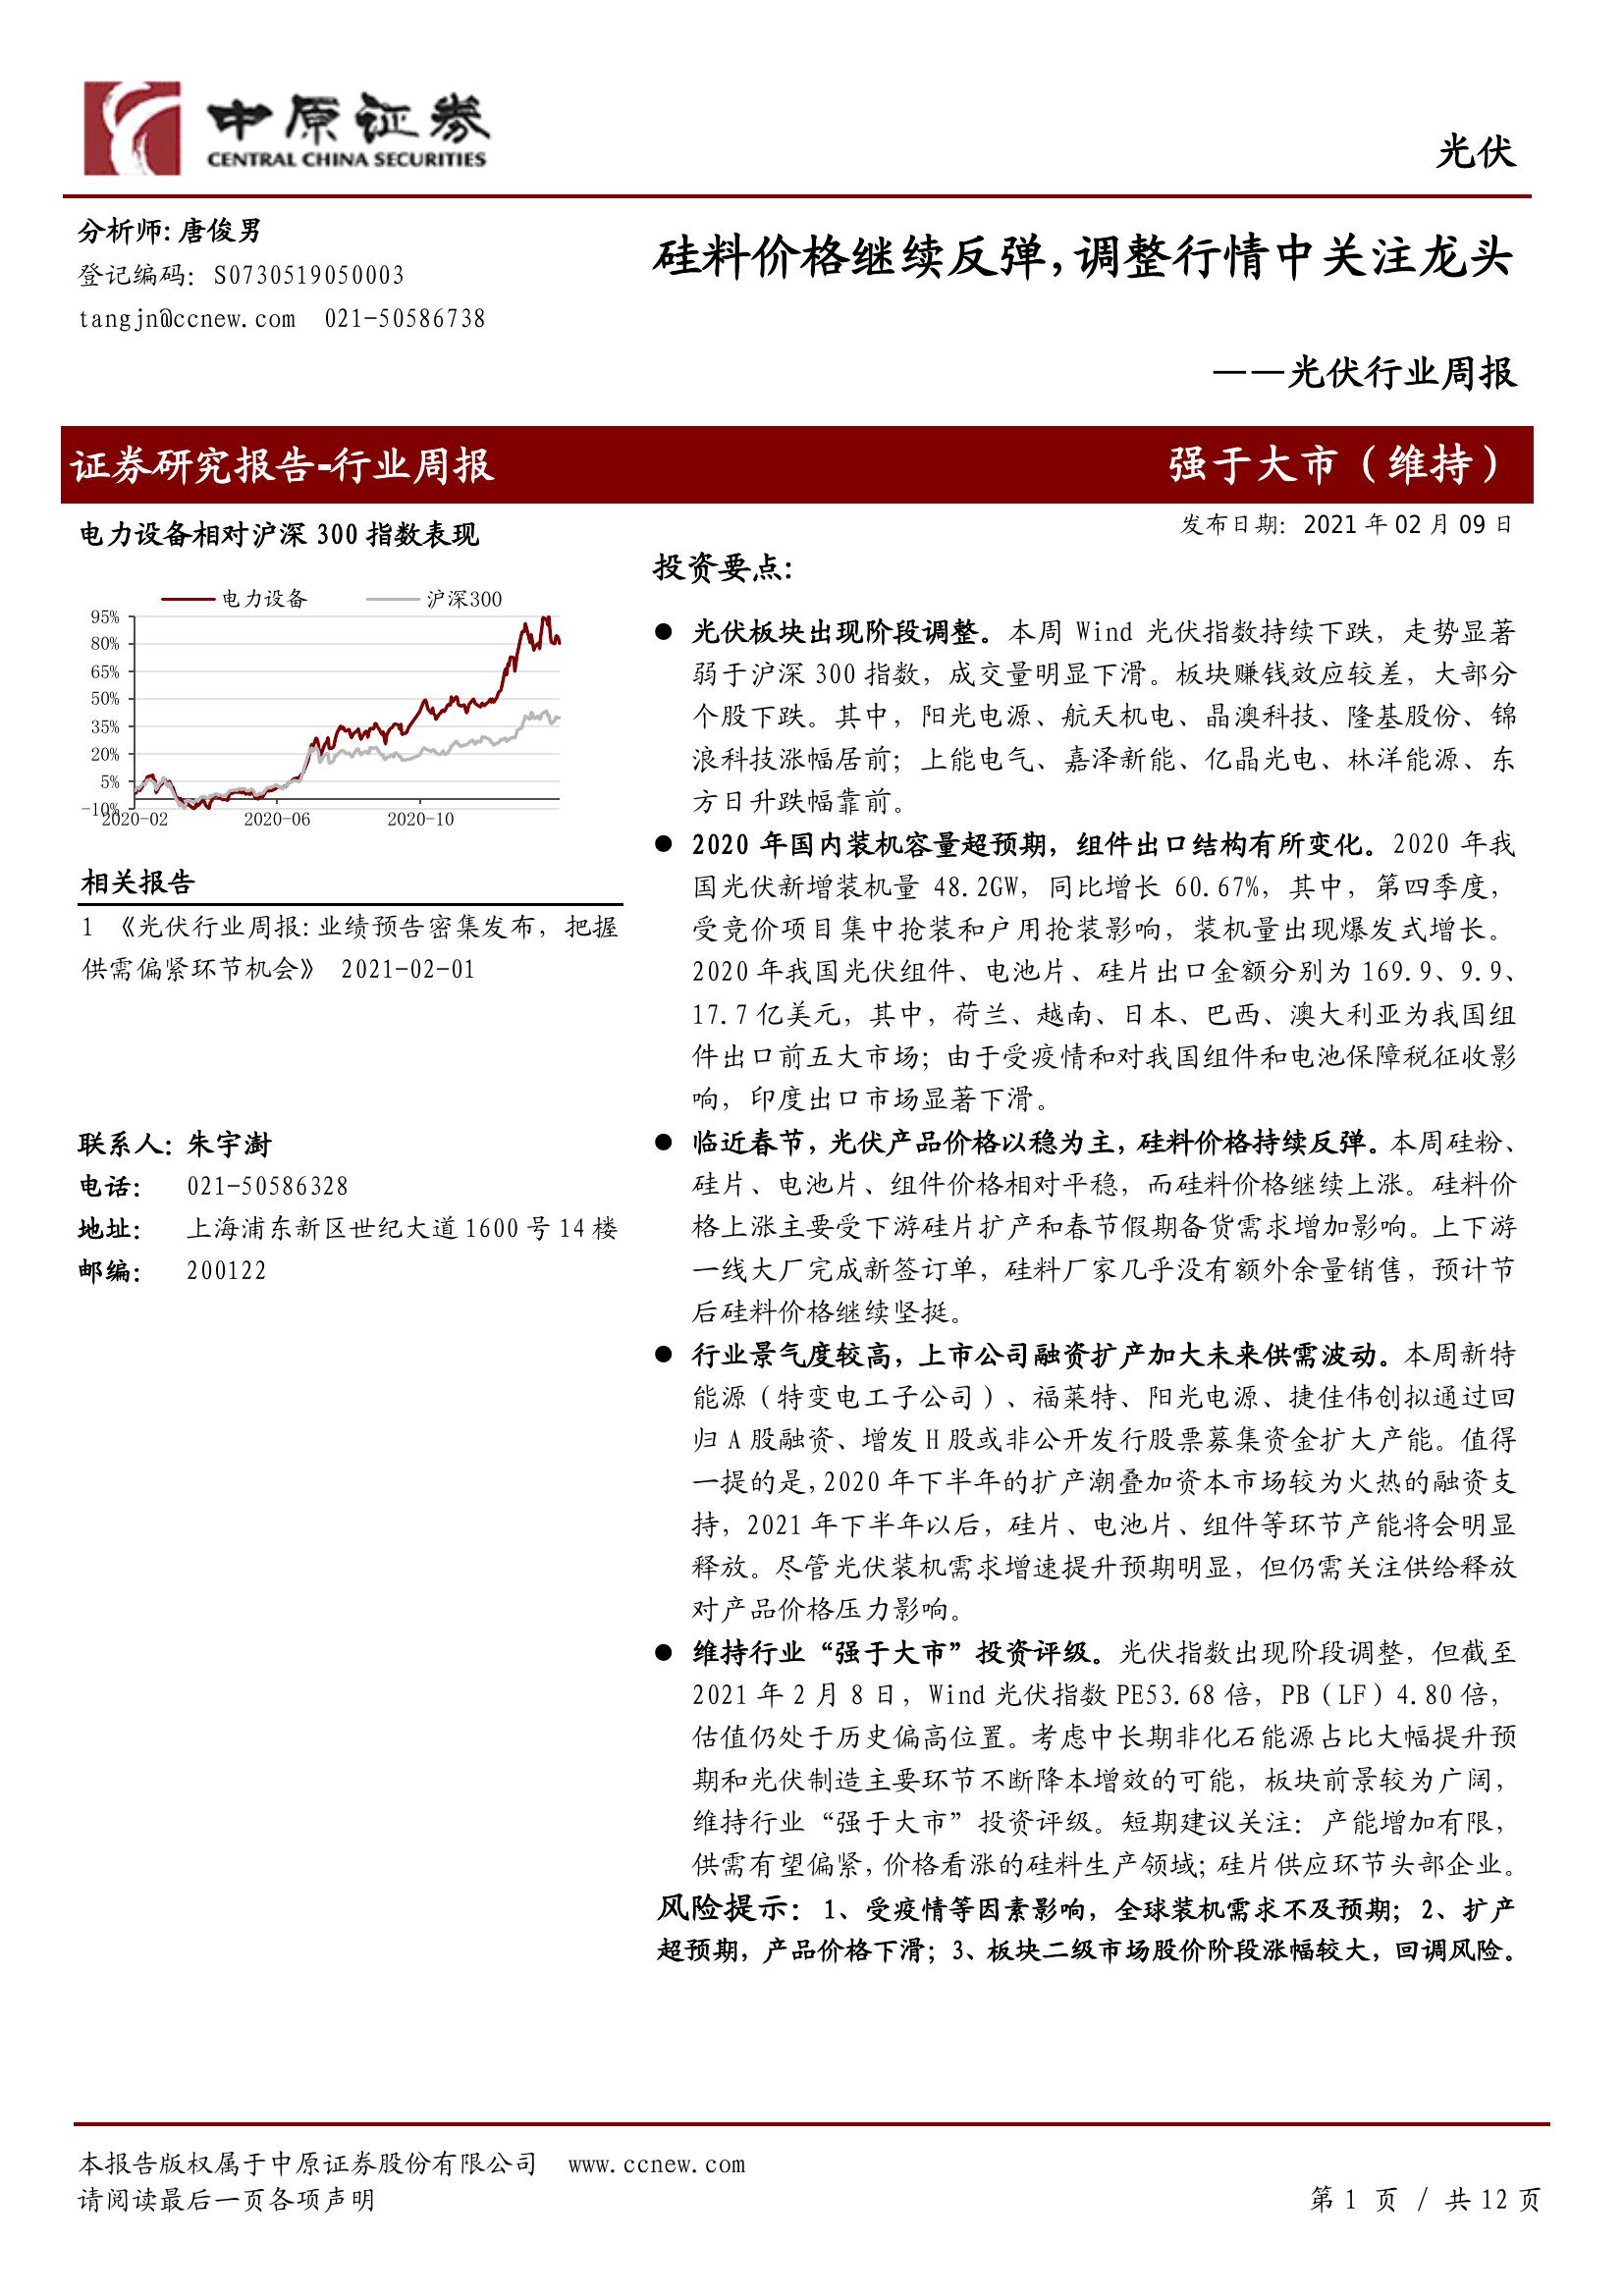 中原证券
CENTRAL CHINA SECURITIES
光伏
分析师:唐俊男
登记编码：S0730519050003
tangjn@ccnew.com 021-50586738
硅料价格继续反弹,调整行情中关注龙头
——光伏行业周报
证券研究报告-行业周报
强于大市（维持）
电力设备相对沪深 300 指数表现
电力设备
沪深300
95%
80%
65%
50%
35%
20%
5%
-10%
2020-02
2020-06
2020-10
相关报告
1 《光伏行业周报:业绩预告密集发布，把握
供需偏紧环节机会》 2021-02-01
联系人：朱宇澍
电话： 021-50586328
地址： 上海浦东新区世纪大道 1600 号 14 楼
邮编： 200122
发布日期：2021 年 02 月 09 日
投资要点:
● 光伏板块出现阶段调整。本周 Wind 光伏指数持续下跌，走势显著
弱于沪深 300 指数，成交量明显下滑。板块赚钱效应较差，大部分
个股下跌。其中，阳光电源、航天机电、晶澳科技、隆基股份、锦
浪科技涨幅居前；上能电气、嘉泽新能、亿晶光电、林洋能源、东
方日升跌幅靠前。
● 2020 年国内装机容量超预期，组件出口结构有所变化。2020 年我
国光伏新增装机量 48.2GW，同比增长 60.67%，其中，第四季度，
受竞价项目集中抢装和户用抢装影响，装机量出现爆发式增长。
2020 年我国光伏组件、电池片、硅片出口金额分别为 169.9、9.9、
17.7 亿美元，其中，荷兰、越南、日本、巴西、澳大利亚为我国组
件出口前五大市场；由于受疫情和对我国组件和电池保障税征收影
响，印度出口市场显著下滑。
● 临近春节，光伏产品价格以稳为主，硅料价格持续反弹。本周硅粉、
硅片、电池片、组件价格相对平稳，而硅料价格继续上涨。硅料价
格上涨主要受下游硅片扩产和春节假期备货需求增加影响。上下游
一线大厂完成新签订单，硅料厂家几乎没有额外余量销售，预计节
后硅料价格继续坚挺。
● 行业景气度较高，上市公司融资扩产加大未来供需波动。本周新特
能源（特变电工子公司）、福莱特、阳光电源、捷佳伟创拟通过回
归 A 股融资、增发 H 股或非公开发行股票募集资金扩大产能。值得
一提的是,2020 年下半年的扩产潮叠加资本市场较为火热的融资支
持，2021 年下半年以后，硅片、电池片、组件等环节产能将会明显
释放。尽管光伏装机需求增速提升预期明显，但仍需关注供给释放
对产品价格压力影响。
● 维持行业“强于大市”投资评级。光伏指数出现阶段调整，但截至
2021 年 2 月 8 日，Wind 光伏指数 PE53.68 倍，PB（LF）4.80 倍，
估值仍处于历史偏高位置。考虑中长期非化石能源占比大幅提升预
期和光伏制造主要环节不断降本增效的可能，板块前景较为广阔，
维持行业“强于大市”投资评级。短期建议关注：产能增加有限，
供需有望偏紧，价格看涨的硅料生产领域；硅片供应环节头部企业。
风险提示：1、受疫情等因素影响，全球装机需求不及预期；2、扩产
超预期，产品价格下滑；3、板块二级市场股价阶段涨幅较大，回调风险。
本报告版权属于中原证券股份有限公司 www.ccnew.com
请阅读最后一页各项声明
第 1 页 / 共 12 页